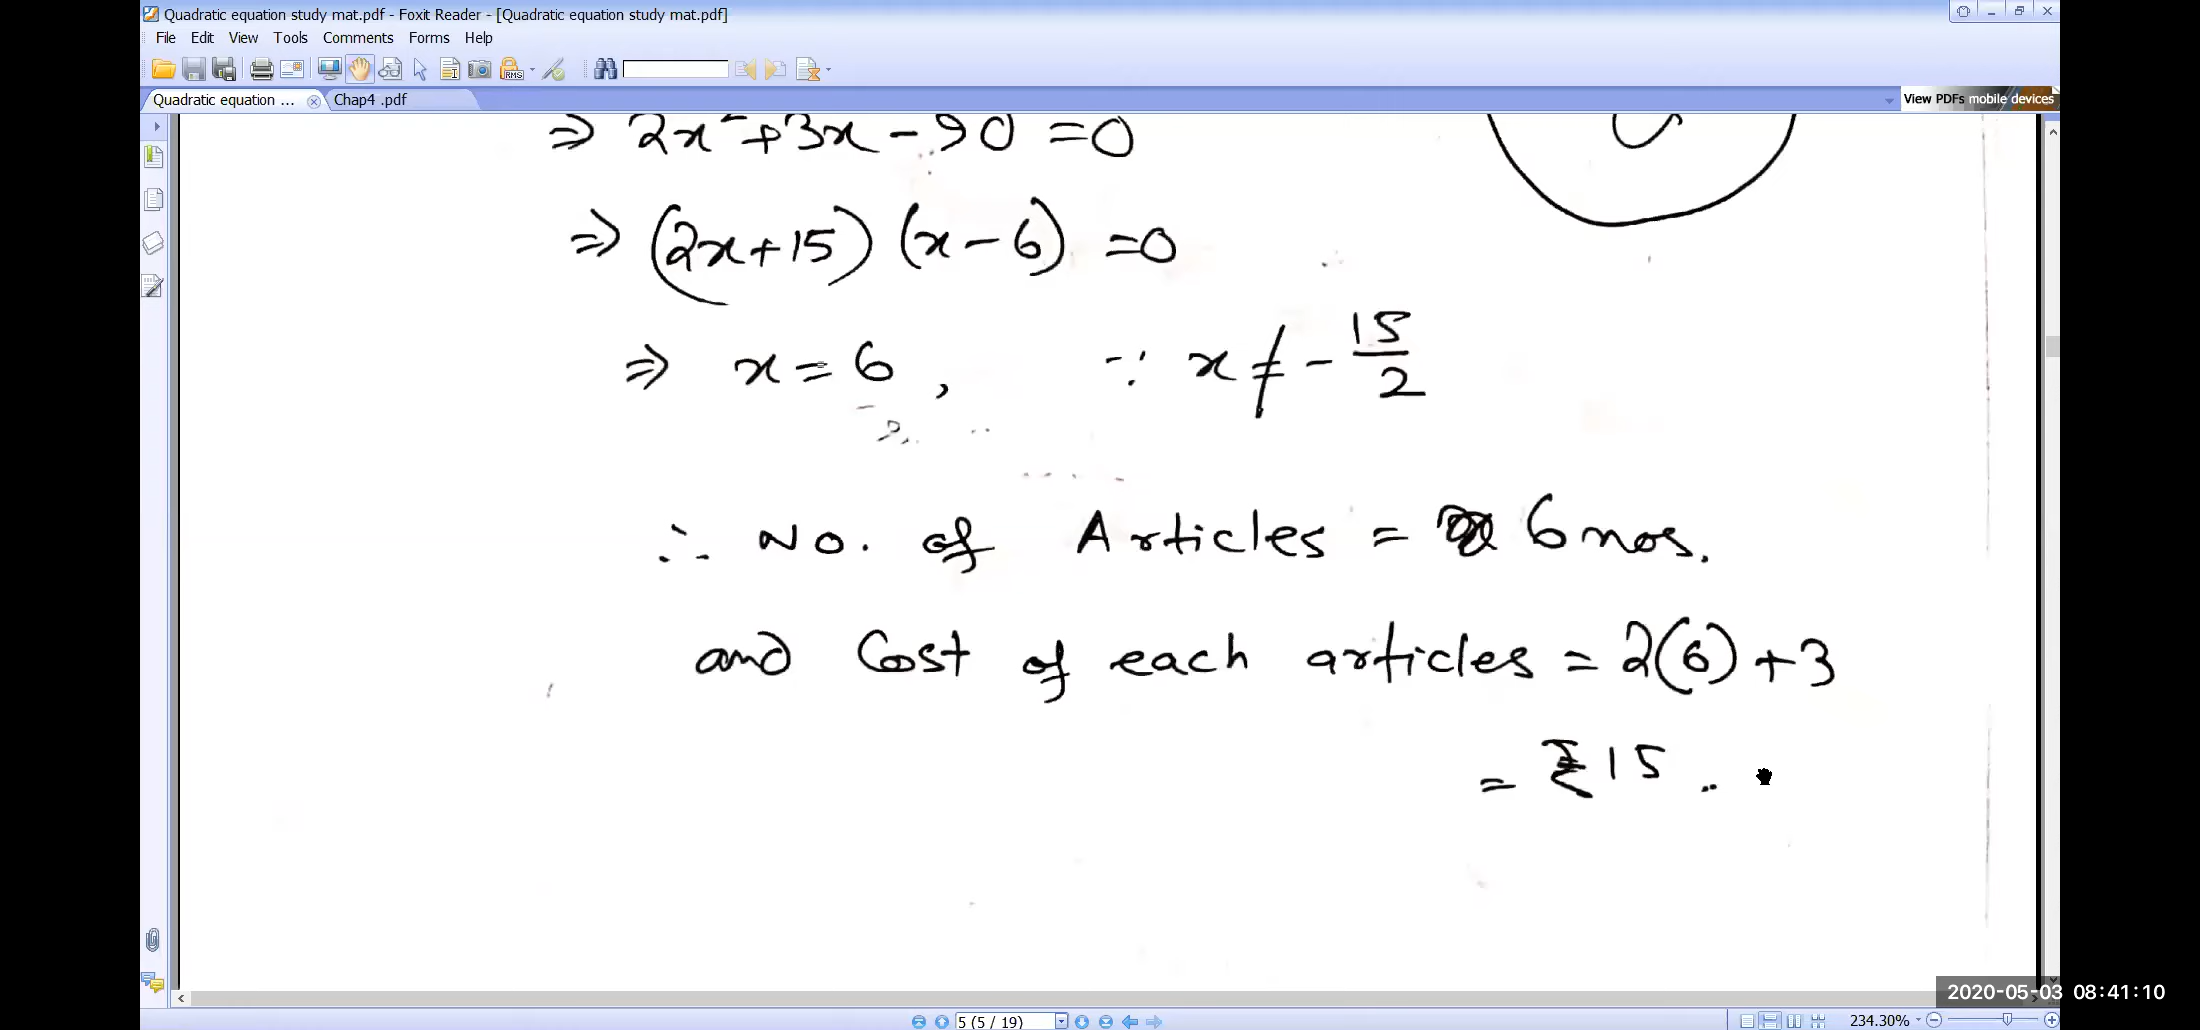 Quadratic equation study mat.pdf - Foxit Reader - [Quadratic equation study mat.pdf]
File Edit View Tools Comments Forms Help
Quadratic equation ... Chap4 .pdf
View PDFs mobile devices
⇒ 2x² + 3x - 90 = 0
⇒ (2x+15) (x-6) = 0
⇒ x = 6 , ∵ x ≠ - 15/2
∴ No. of Articles = 6 nos.
and Cost of each articles = 2(6) + 3
= ₹ 15 ..
2020-05-03 08:41:10
5 (5 / 19)
234.30%